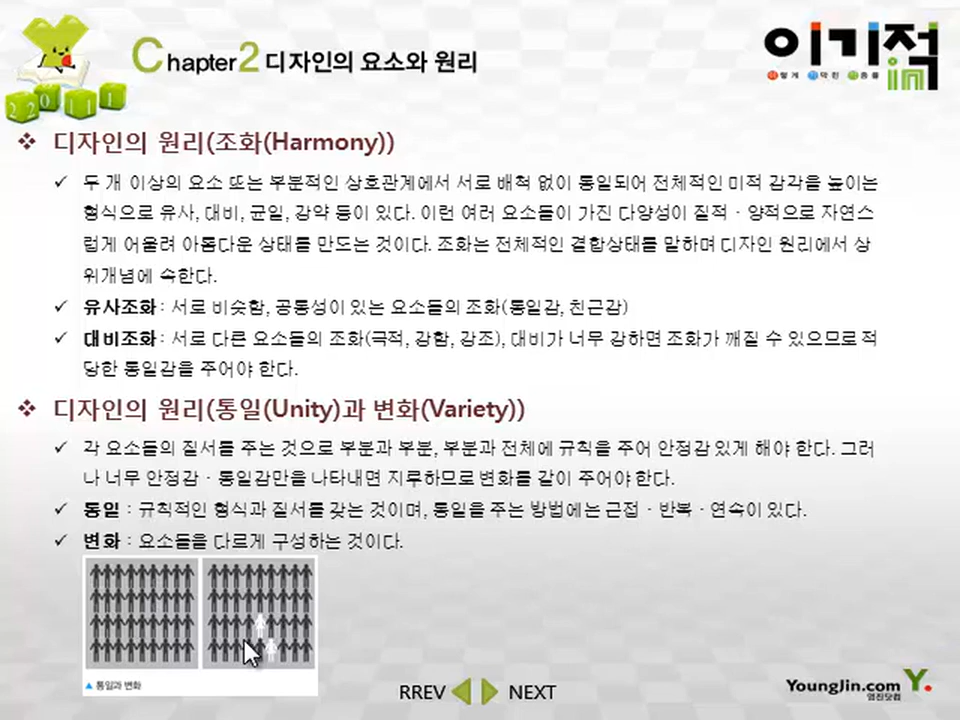 Chapter2 디자인의 요소와 원리
이기적in
이렇게 기막힌 적중률
22011
디자인의 원리(조화(Harmony))
두 개 이상의 요소 또는 부분적인 상호관계에서 서로 배척 없이 통일되어 전체적인 미적 감각을 높이는
형식으로 유사, 대비, 균일, 강약 등이 있다. 이런 여러 요소들이 가진 다양성이 질적 · 양적으로 자연스
럽게 어울려 아름다운 상태를 만드는 것이다. 조화는 전체적인 결합상태를 말하며 디자인 원리에서 상
위개념에 속한다.
유사조화 : 서로 비슷함, 공통성이 있는 요소들의 조화(통일감, 친근감)
대비조화 : 서로 다른 요소들의 조화(극적, 강함, 강조), 대비가 너무 강하면 조화가 깨질 수 있으므로 적
당한 통일감을 주어야 한다.
디자인의 원리(통일(Unity)과 변화(Variety))
각 요소들의 질서를 주는 것으로 부분과 부분, 부분과 전체에 규칙을 주어 안정감 있게 해야 한다. 그러
나 너무 안정감 · 통일감만을 나타내면 지루하므로 변화를 같이 주어야 한다.
통일 : 규칙적인 형식과 질서를 갖는 것이며, 통일을 주는 방법에는 근접 · 반복 · 연속이 있다.
변화 : 요소들을 다르게 구성하는 것이다.
▲ 통일과 변화
RREV NEXT
YoungJin.com Y.
영진닷컴